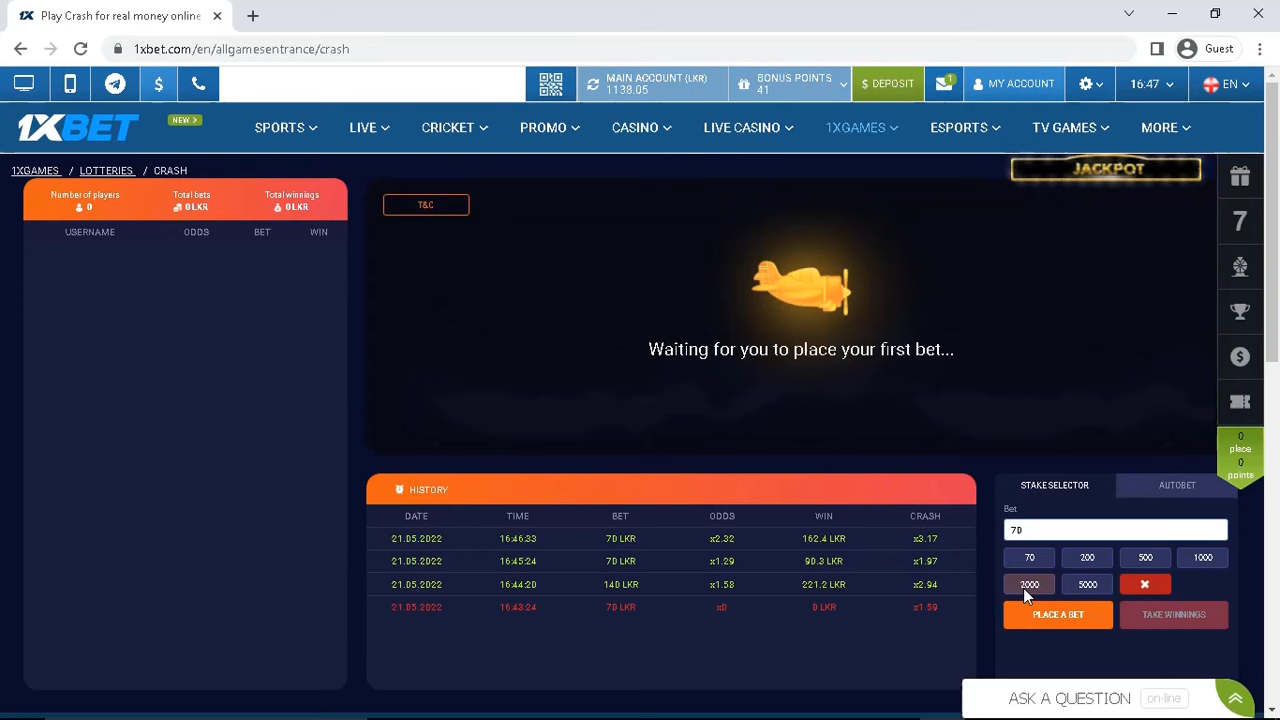 Play Crash for real money online
1xbet.com/en/allgamesentrance/crash
Guest
MAIN ACCOUNT (LKR)
1138.05
BONUS POINTS
41
$ DEPOSIT
1
MY ACCOUNT
16:47
EN
1XBET
NEW >
SPORTS
LIVE
CRICKET
PROMO
CASINO
LIVE CASINO
1XGAMES
ESPORTS
TV GAMES
MORE
1XGAMES / LOTTERIES / CRASH
JACKPOT
Number of players
0
Total bets
0 LKR
Total winnings
0 LKR
USERNAME ODDS BET WIN
T&C
Waiting for you to place your first bet...
0
place
0
points
HISTORY
DATE TIME BET ODDS WIN CRASH
21.05.2022 16:46:33 70 LKR x2.32 162.4 LKR x3.17
21.05.2022 16:45:24 70 LKR x1.29 90.3 LKR x1.97
21.05.2022 16:44:20 140 LKR x1.58 221.2 LKR x2.94
21.05.2022 16:43:24 70 LKR x0 0 LKR x1.59
STAKE SELECTOR
AUTOBET
Bet
70
70 200 500 1000
2000 5000
PLACE A BET
TAKE WINNINGS
ASK A QUESTION on-line